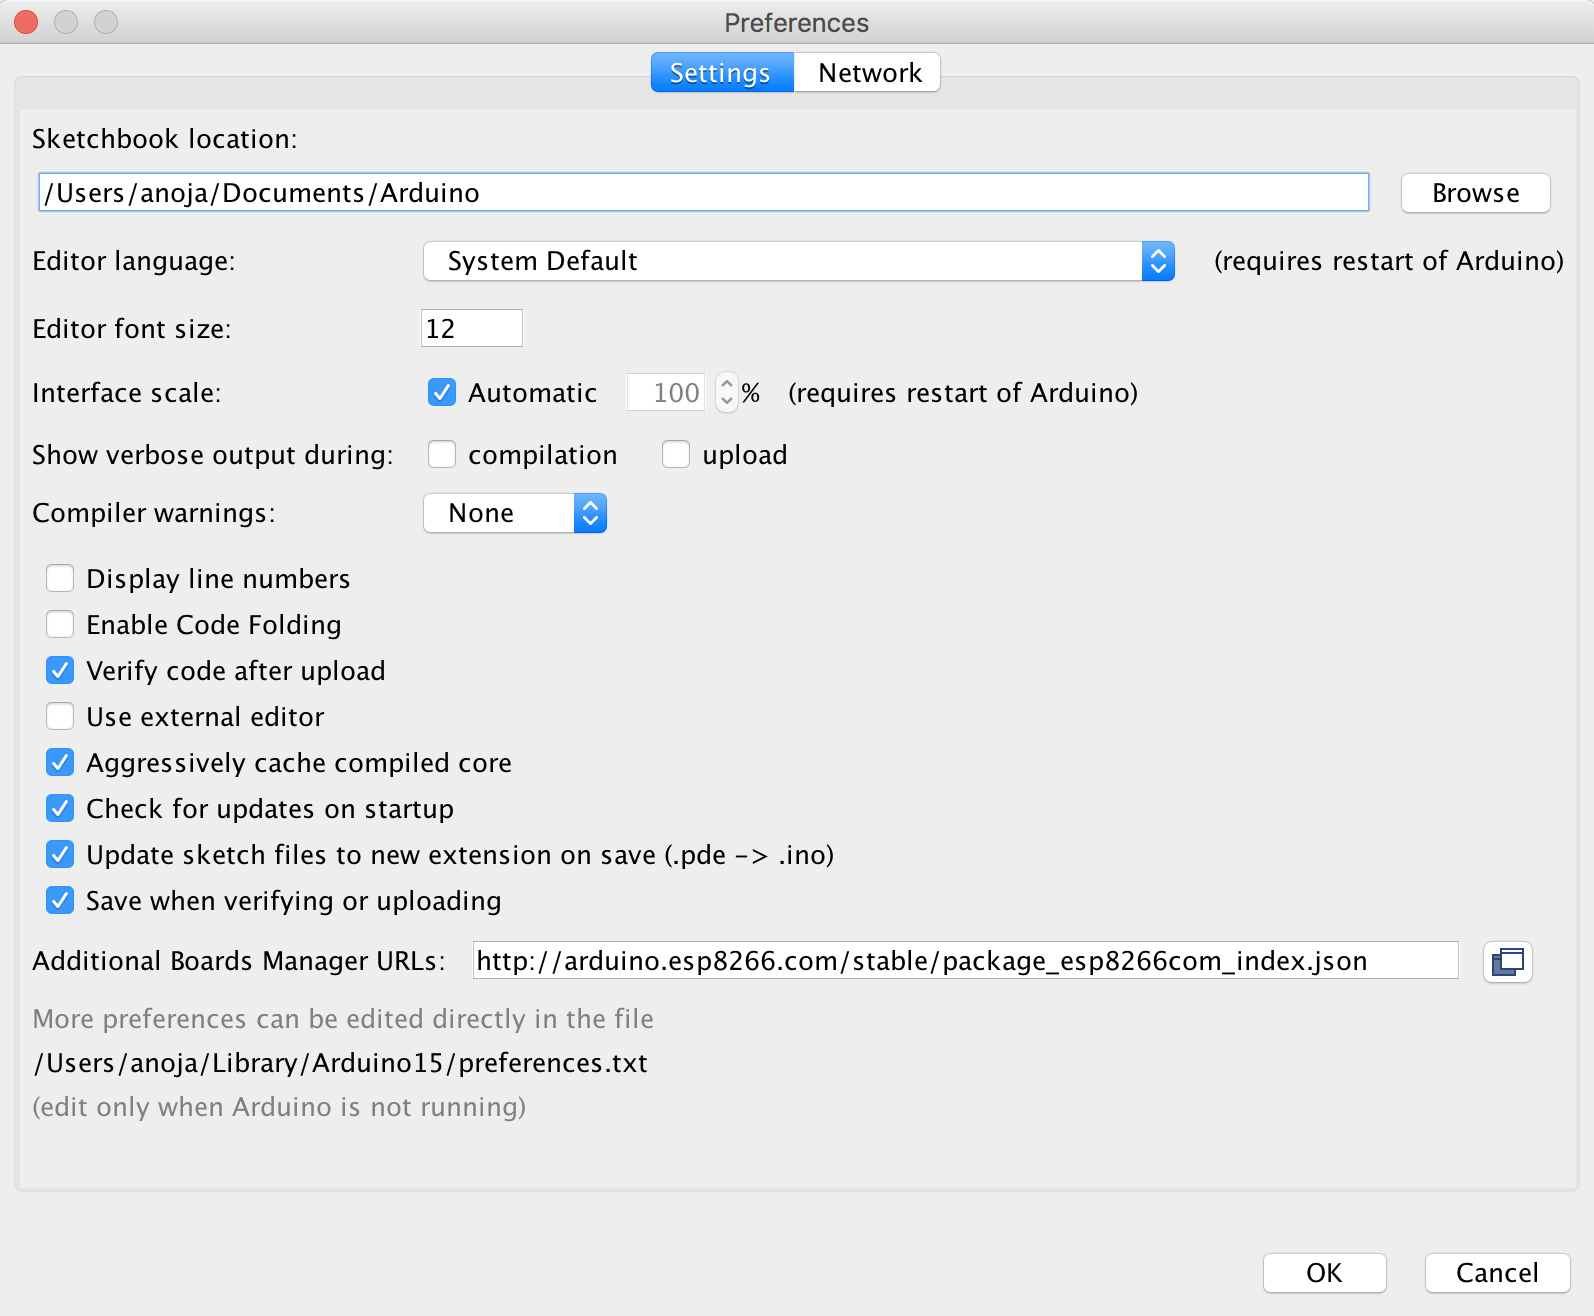 Preferences
Settings Network
Sketchbook location:
/Users/anoja/Documents/Arduino Browse
Editor language: System Default (requires restart of Arduino)
Editor font size: 12
Interface scale: Automatic 100 % (requires restart of Arduino)
Show verbose output during: compilation upload
Compiler warnings: None
Display line numbers
Enable Code Folding
Verify code after upload
Use external editor
Aggressively cache compiled core
Check for updates on startup
Update sketch files to new extension on save (.pde -> .ino)
Save when verifying or uploading
Additional Boards Manager URLs: http://arduino.esp8266.com/stable/package_esp8266com_index.json
More preferences can be edited directly in the file
/Users/anoja/Library/Arduino15/preferences.txt
(edit only when Arduino is not running)
OK Cancel